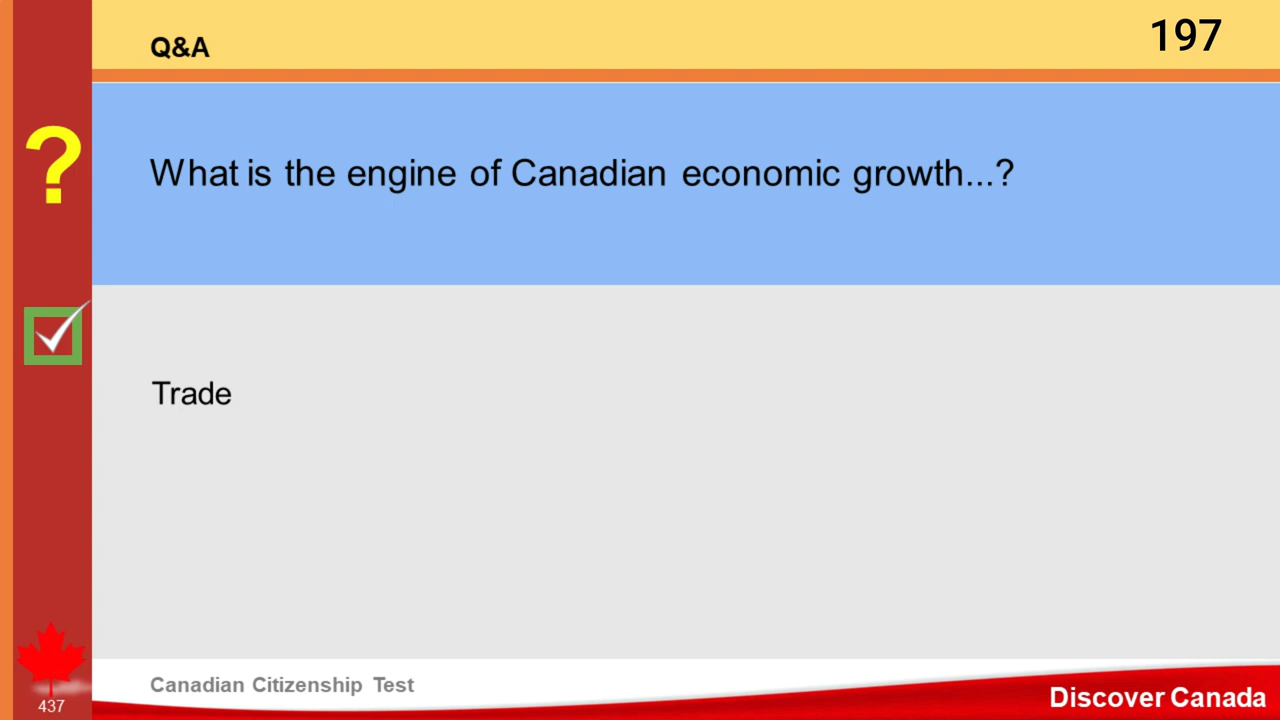 Q&A
197
?
What is the engine of Canadian economic growth...?
Trade
Canadian Citizenship Test
437
Discover Canada